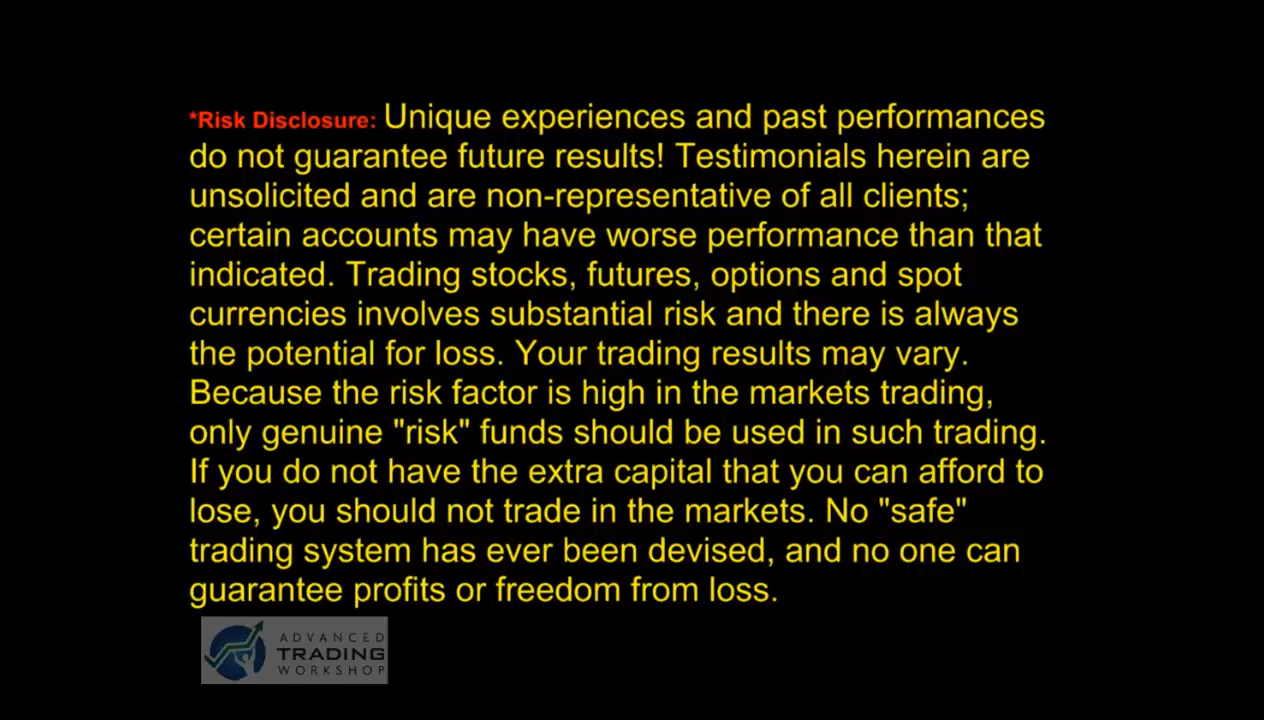 *Risk Disclosure: Unique experiences and past performances
do not guarantee future results! Testimonials herein are
unsolicited and are non-representative of all clients;
certain accounts may have worse performance than that
indicated. Trading stocks, futures, options and spot
currencies involves substantial risk and there is always
the potential for loss. Your trading results may vary.
Because the risk factor is high in the markets trading,
only genuine "risk" funds should be used in such trading.
If you do not have the extra capital that you can afford to
lose, you should not trade in the markets. No "safe"
trading system has ever been devised, and no one can
guarantee profits or freedom from loss.
ADVANCED
TRADING
WORKSHOP